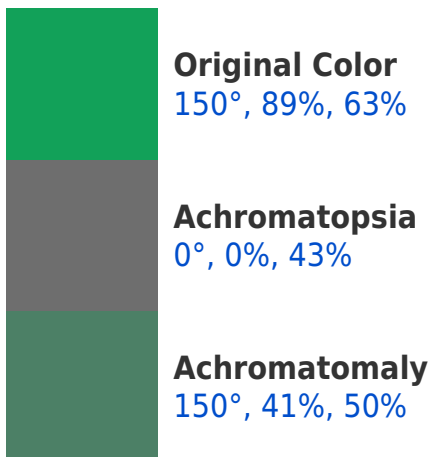 Original Color
150°, 89%, 63%
Achromatopsia
0°, 0%, 43%
Achromatomaly
150°, 41%, 50%